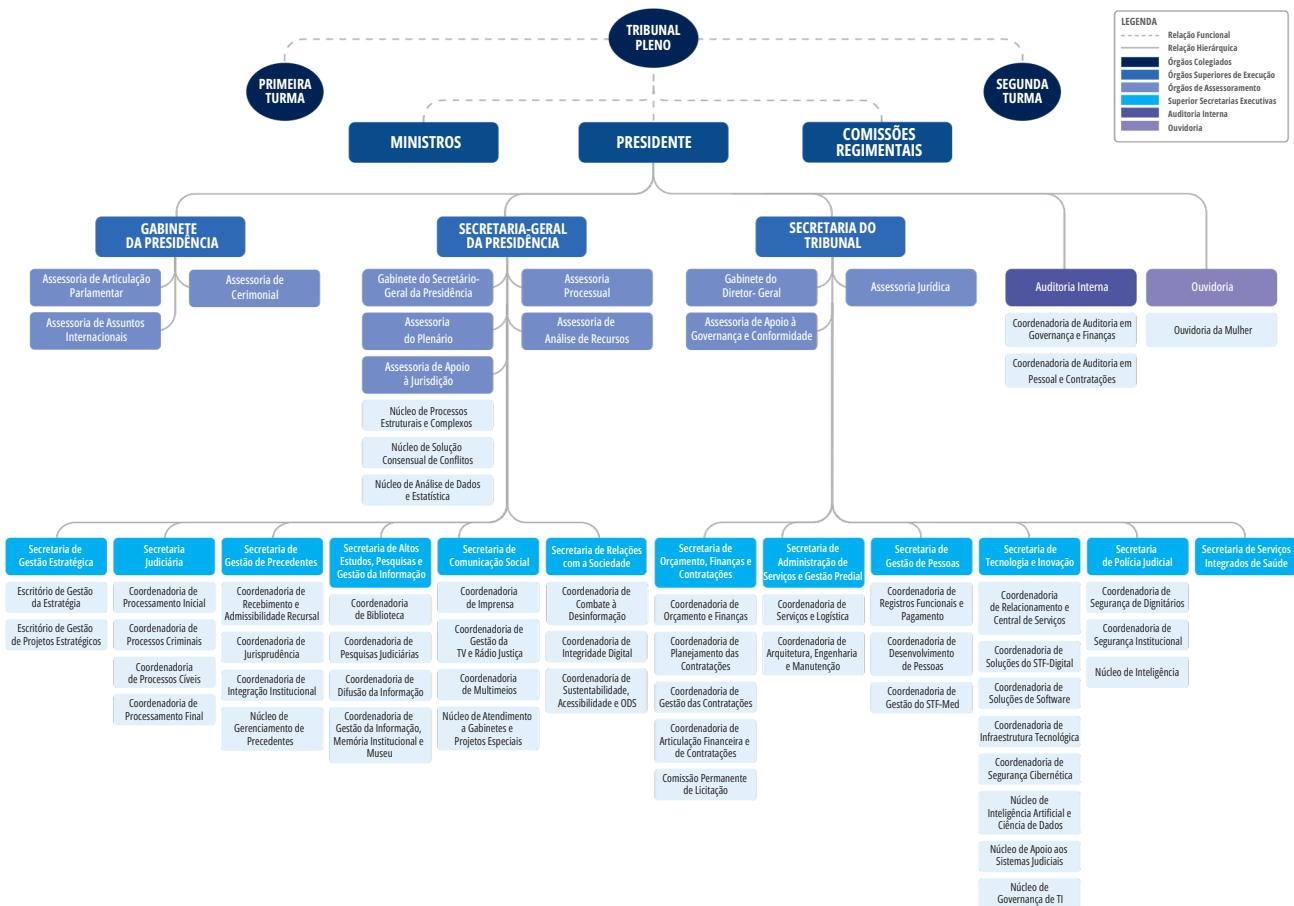 TRIBUNAL
PLENO
PRIMEIRA
TURMA
SEGUNDA
TURMA
LEGENDA
Relação Funcional
Relação Hierárquica
Órgãos Colegiados
Órgãos Superiores de Execução
Órgãos de Assessoramento
Superior Secretarias Executivas
Auditoria Interna
Ouvidoria
MINISTROS
PRESIDENTE
COMISSÕES
REGIMENTAIS
GABINETE
DA PRESIDÊNCIA
Assessoria de Articulação
Parlamentar
Assessoria de
Cerimonial
Assessoria de Assuntos
Internacionais
SECRETARIA-GERAL
DA PRESIDÊNCIA
Gabinete do Secretário-
Geral da Presidência
Assessoria
Processual
Assessoria
do Plenário
Assessoria de
Análise de Recursos
Assessoria de Apoio
à Jurisdição
Núcleo de Processos
Estruturais e Complexos
Núcleo de Solução
Consensual de Conflitos
Núcleo de Análise de Dados
e Estatística
SECRETARIA DO
TRIBUNAL
Gabinete do
Diretor- Geral
Assessoria Jurídica
Assessoria de Apoio à
Governança e Conformidade
Auditoria Interna
Coordenadoria de Auditoria em
Governança e Finanças
Coordenadoria de Auditoria em
Pessoal e Contratações
Ouvidoria
Ouvidoria da Mulher
Secretaria de
Gestão Estratégica
Escritório de Gestão
da Estratégia
Escritório de Gestão
de Projetos Estratégicos
Secretaria
Judiciária
Coordenadoria de
Processamento Inicial
Coordenadoria de
Processos Criminais
Coordenadoria
de Processos Cíveis
Coordenadoria de
Processamento Final
Secretaria de
Gestão de Precedentes
Coordenadoria de
Recebimento e
Admissibilidade Recursal
Coordenadoria de
Jurisprudência
Coordenadoria de
Integração Institucional
Núcleo de
Gerenciamento de
Precedentes
Secretaria de Altos
Estudos, Pesquisas e
Gestão da Informação
Coordenadoria
de Biblioteca
Coordenadoria de
Pesquisas Judiciárias
Coordenadoria de
Difusão da Informação
Coordenadoria de
Gestão da Informação,
Memória Institucional e
Museu
Secretaria de
Comunicação Social
Coordenadoria
de Imprensa
Coordenadoria de
Gestão da
TV e Rádio Justiça
Coordenadoria
de Multimeios
Núcleo de Atendimento
a Gabinetes e
Projetos Especiais
Secretaria de Relações
com a Sociedade
Coordenadoria de
Combate à
Desinformação
Coordenadoria de
Integridade Digital
Coordenadoria de
Sustentabilidade,
Acessibilidade e ODS
Secretaria de
Orçamento, Finanças e
Contratações
Coordenadoria de
Orçamento e Finanças
Coordenadoria de
Planejamento das
Contratações
Coordenadoria de
Gestão das Contratações
Coordenadoria de
Articulação Financeira e
de Contratações
Comissão Permanente
de Licitação
Secretaria de
Administração de
Serviços e Gestão Predial
Coordenadoria de
Serviços e Logística
Coordenadoria de
Arquitetura, Engenharia
e Manutenção
Secretaria de
Gestão de Pessoas
Coordenadoria de
Registros Funcionais e
Pagamento
Coordenadoria de
Desenvolvimento
de Pessoas
Coordenadoria de
Gestão do STF-Med
Secretaria de
Tecnologia e Inovação
Coordenadoria
de Relacionamento e
Central de Serviços
Coordenadoria de
Soluções do STF-Digital
Coordenadoria de
Soluções de Software
Coordenadoria de
Infraestrutura Tecnológica
Coordenadoria de
Segurança Cibernética
Núcleo de
Inteligência Artificial e
Ciência de Dados
Núcleo de Apoio aos
Sistemas Judiciais
Núcleo de
Governança de TI
Secretaria
de Polícia Judicial
Coordenadoria de
Segurança de Dignitários
Coordenadoria de
Segurança Institucional
Núcleo de Inteligência
Secretaria de Serviços
Integrados de Saúde